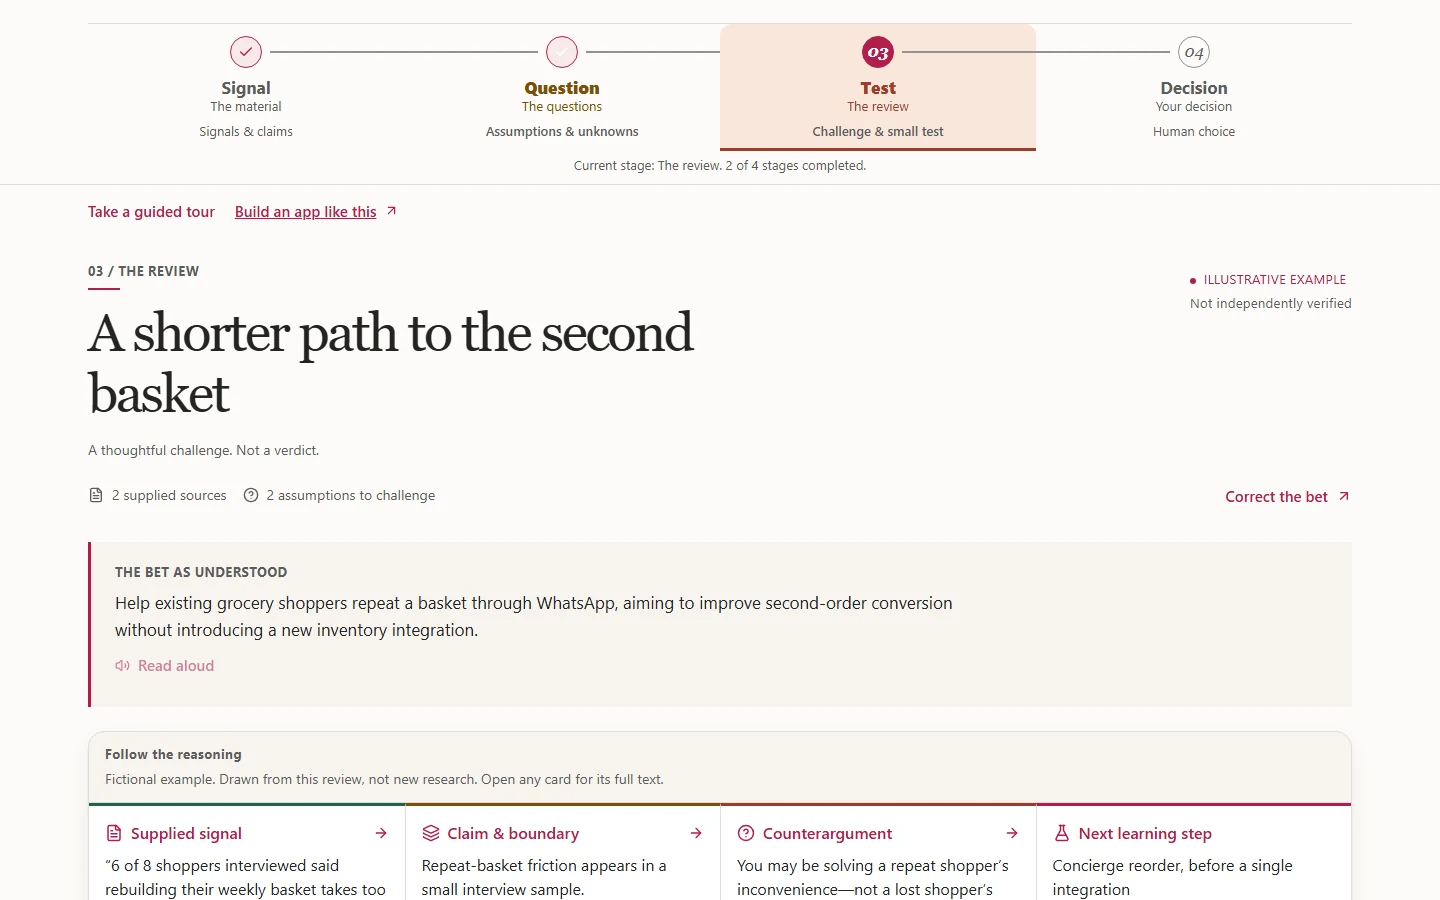 03
04
Signal
Question
Test
Decision
The material
The questions
The review
Your decision
Signals & claims
Assumptions & unknowns
Challenge & small test
Human choice
Current stage: The review. 2 of 4 stages completed.
Take a guided tour
Build an app like this
03 / THE REVIEW
ILLUSTRATIVE EXAMPLE
Not independently verified
A shorter path to the second
basket
A thoughtful challenge. Not a verdict.
2 supplied sources
2 assumptions to challenge
Correct the bet
THE BET AS UNDERSTOOD
Help existing grocery shoppers repeat a basket through WhatsApp, aiming to improve second-order conversion
without introducing a new inventory integration.
Read aloud
Follow the reasoning
Fictional example. Drawn from this review, not new research. Open any card for its full text.
Supplied signal
“6 of 8 shoppers interviewed said
rebuilding their weekly basket takes too
Claim & boundary
Repeat-basket friction appears in a
small interview sample.
Counterargument
You may be solving a repeat shopper’s
inconvenience—not a lost shopper’s
Next learning step
Concierge reorder, before a single
integration